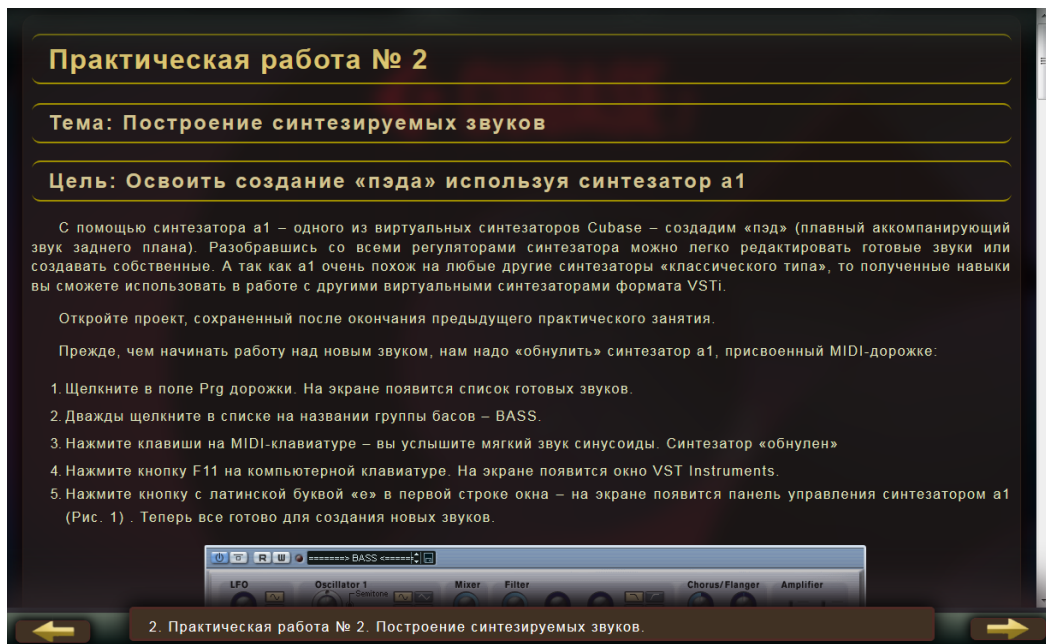 Практическая работа № 2
Тема: Построение синтезируемых звуков
Цель: Освоить создание «пэда» используя синтезатор a1
С помощью синтезатора a1 – одного из виртуальных синтезаторов Cubase – создадим «пэд» (плавный аккомпанирующий
звук заднего плана). Разобравшись со всеми регуляторами синтезатора можно легко редактировать готовые звуки или
создавать собственные. А так как a1 очень похож на любые другие синтезаторы «классического типа», то полученные навыки
вы сможете использовать в работе с другими виртуальными синтезаторами формата VSTi.
Откройте проект, сохраненный после окончания предыдущего практического занятия.
Прежде, чем начинать работу над новым звуком, нам надо «обнулить» синтезатор a1, присвоенный MIDI-дорожке:
1. Щелкните в поле Prg дорожки. На экране появится список готовых звуков.
2. Дважды щелкните в списке на названии группы басов – BASS.
3. Нажмите клавиши на MIDI-клавиатуре – вы услышите мягкий звук синусоиды. Синтезатор «обнулен»
4. Нажмите кнопку F11 на компьютерной клавиатуре. На экране появится окно VST Instruments.
5. Нажмите кнопку с латинской буквой «e» в первой строке окна – на экране появится панель управления синтезатором a1
(Рис. 1) . Теперь все готово для создания новых звуков.
R W =======> BASS <=====
LFO Oscillator 1 Mixer Filter Chorus/Flanger Amplifier
Semitone
2. Практическая работа № 2. Построение синтезируемых звуков.